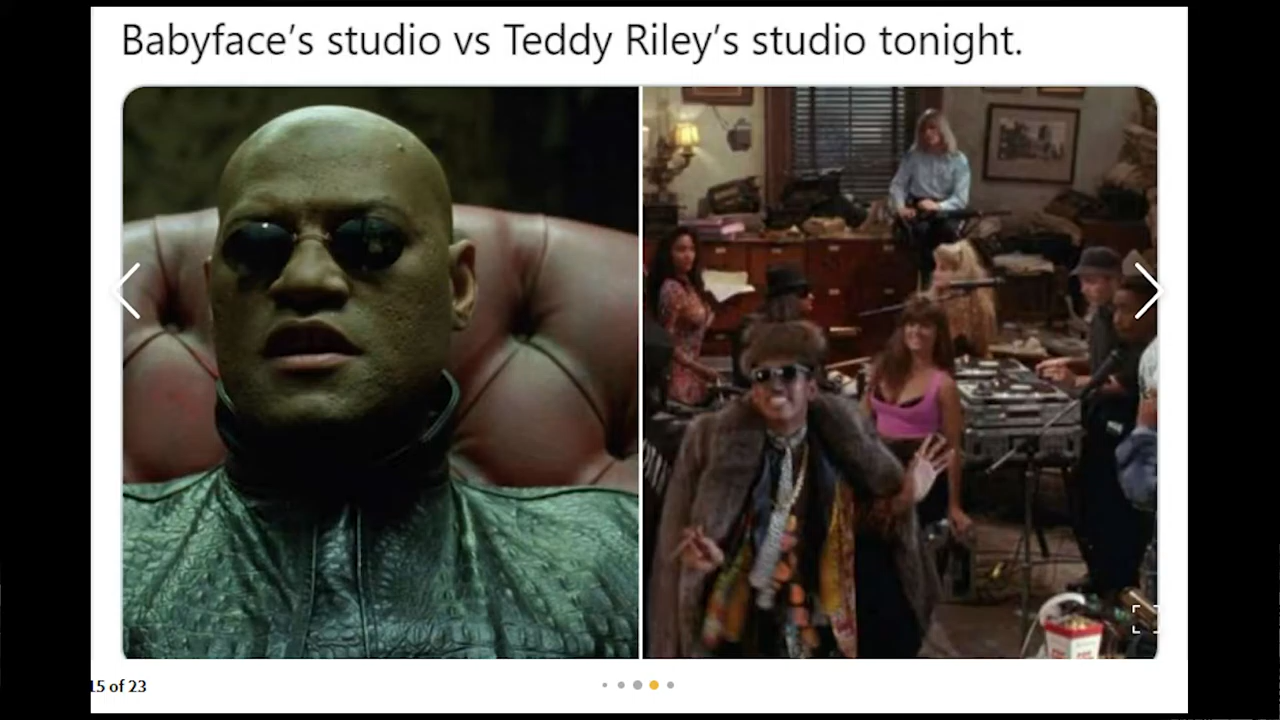 Babyface’s studio vs Teddy Riley’s studio tonight.
15 of 23